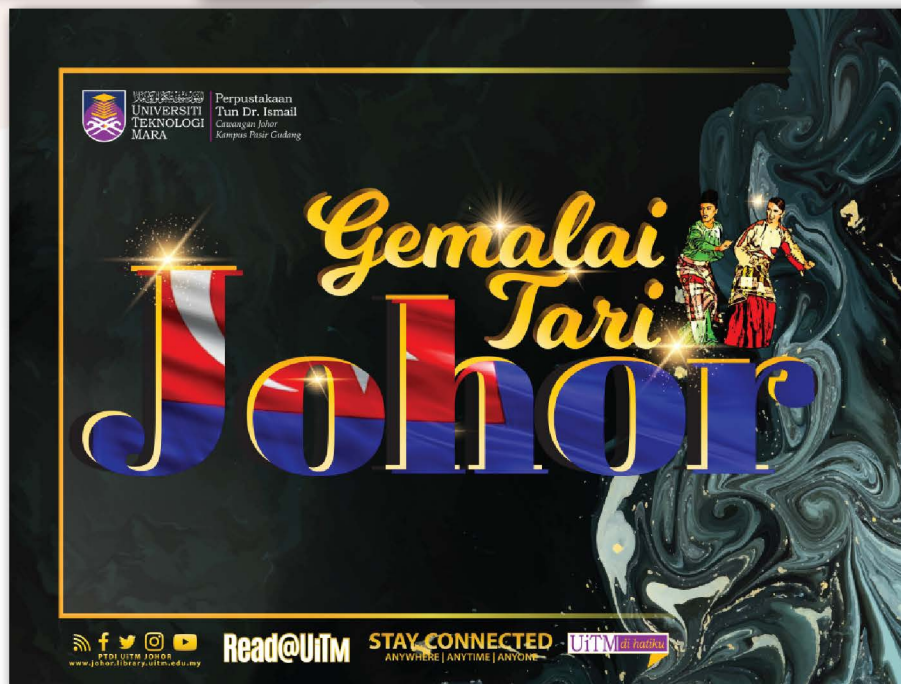 UNIVERSITI
TEKNOLOGI
MARA
Perpustakaan
Tun Dr. Ismail
Cawangan Johor
Kampus Pasir Gudang
Gemalai
Tari
Johor
PTDI UiTM JOHOR
www.johor.library.uitm.edu.my
Read@UiTM
STAY CONNECTED
ANYWHERE | ANYTIME | ANYONE
UiTM di hatiku